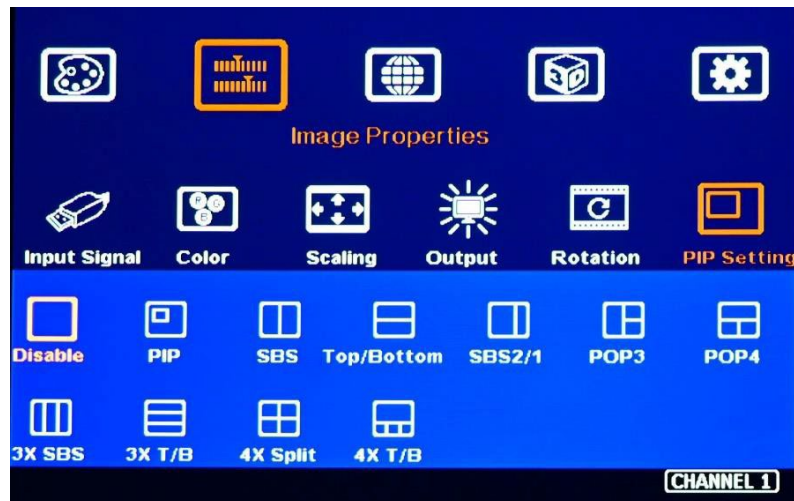 3D
Image Properties
R G B
Input Signal Color Scaling Output Rotation PIP Setting
Disable PIP SBS Top/Bottom SBS2/1 POP3 POP4
3X SBS 3X T/B 4X Split 4X T/B
CHANNEL 1